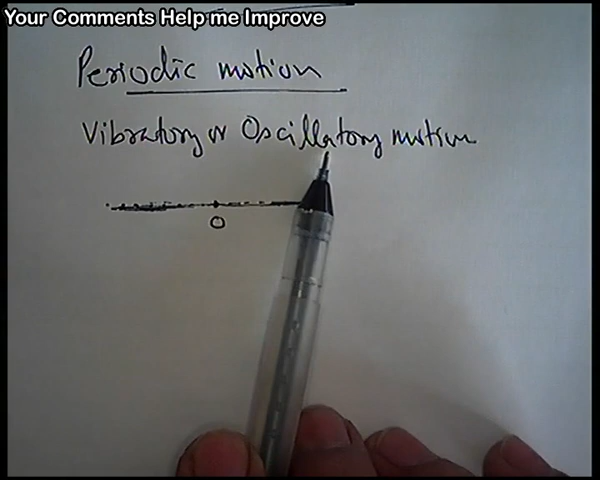 Your Comments Help me Improve
Periodic motion
Vibratory or Oscillatory motion
O